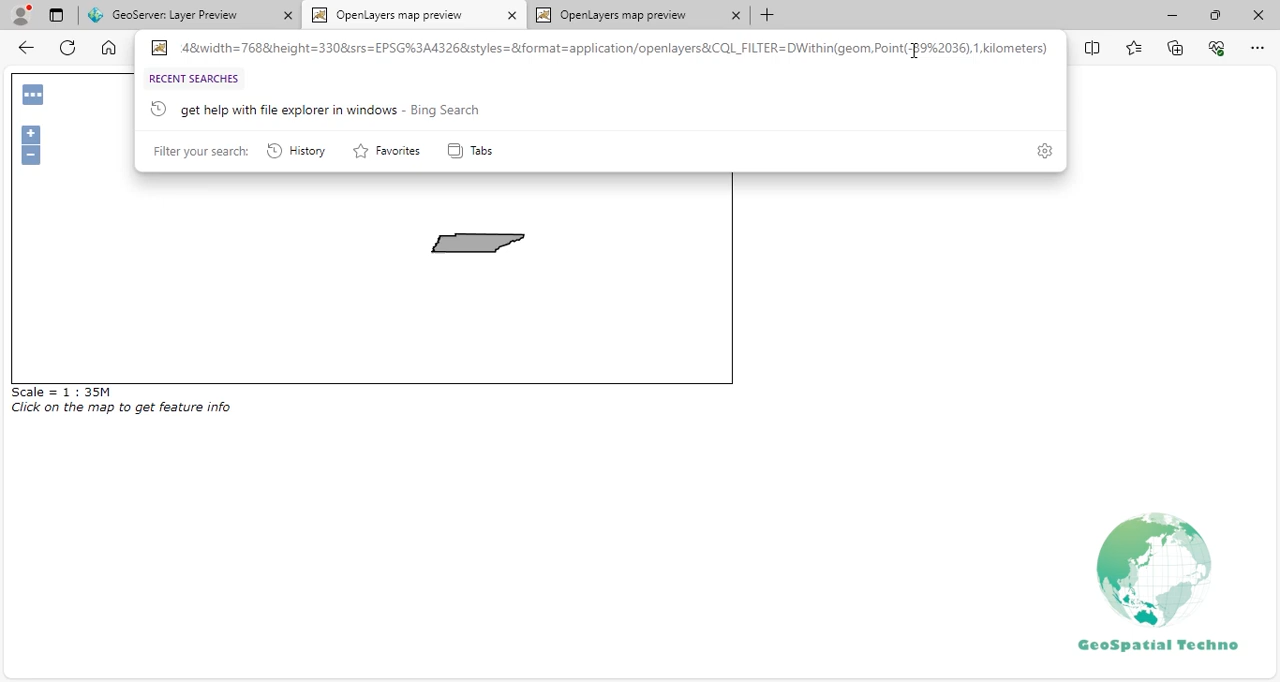 GeoServer: Layer Preview
OpenLayers map preview
OpenLayers map preview
:4&width=768&height=330&srs=EPSG%3A4326&styles=&format=application/openlayers&CQL_FILTER=DWithin(geom,Point(-89%2036),1,kilometers)
RECENT SEARCHES
get help with file explorer in windows - Bing Search
Filter your search: History Favorites Tabs
+
−
Scale = 1 : 35M
Click on the map to get feature info
GeoSpatial Techno